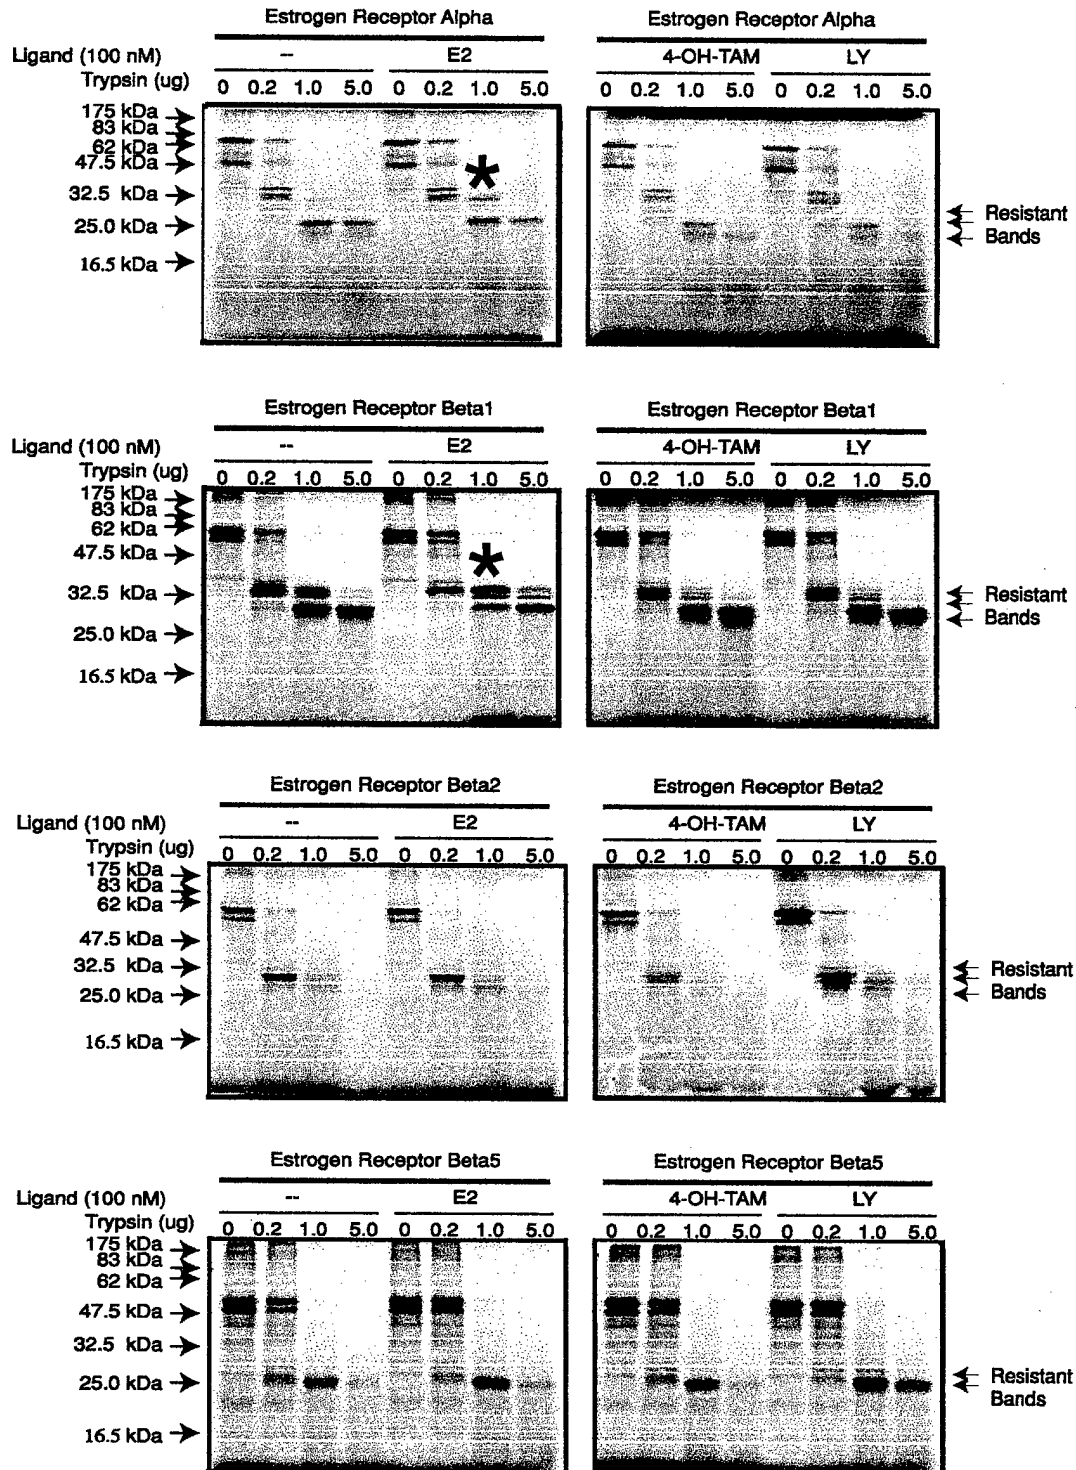 Estrogen Receptor Alpha
Estrogen Receptor Alpha
Ligand (100 nM) -- E2 4-OH-TAM LY
Trypsin (ug) 0 0.2 1.0 5.0 0 0.2 1.0 5.0 0 0.2 1.0 5.0 0 0.2 1.0 5.0
175 kDa
83 kDa
62 kDa
47.5 kDa
*
32.5 kDa
Resistant
25.0 kDa
Bands
16.5 kDa
Estrogen Receptor Beta1
Estrogen Receptor Beta1
Ligand (100 nM) -- E2 4-OH-TAM LY
Trypsin (ug) 0 0.2 1.0 5.0 0 0.2 1.0 5.0 0 0.2 1.0 5.0 0 0.2 1.0 5.0
175 kDa
83 kDa
62 kDa
47.5 kDa
*
32.5 kDa
Resistant
Bands
25.0 kDa
16.5 kDa
Estrogen Receptor Beta2
Estrogen Receptor Beta2
Ligand (100 nM) -- E2 4-OH-TAM LY
Trypsin (ug) 0 0.2 1.0 5.0 0 0.2 1.0 5.0 0 0.2 1.0 5.0 0 0.2 1.0 5.0
175 kDa
83 kDa
62 kDa
47.5 kDa
32.5 kDa
Resistant
25.0 kDa
Bands
16.5 kDa
Estrogen Receptor Beta5
Estrogen Receptor Beta5
Ligand (100 nM) -- E2 4-OH-TAM LY
Trypsin (ug) 0 0.2 1.0 5.0 0 0.2 1.0 5.0 0 0.2 1.0 5.0 0 0.2 1.0 5.0
175 kDa
83 kDa
62 kDa
47.5 kDa
32.5 kDa
Resistant
25.0 kDa
Bands
16.5 kDa